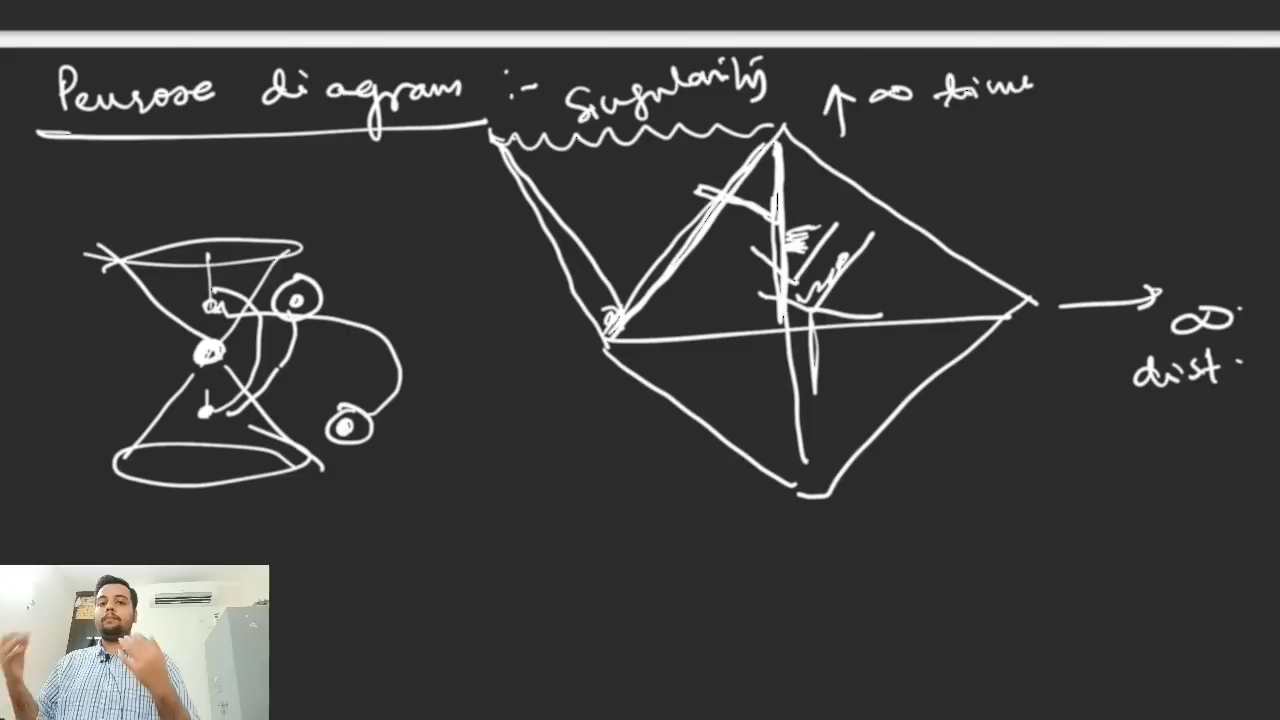 Penrose diagram :-
Singularity
↑ ∞ time
→ ∞
dist.